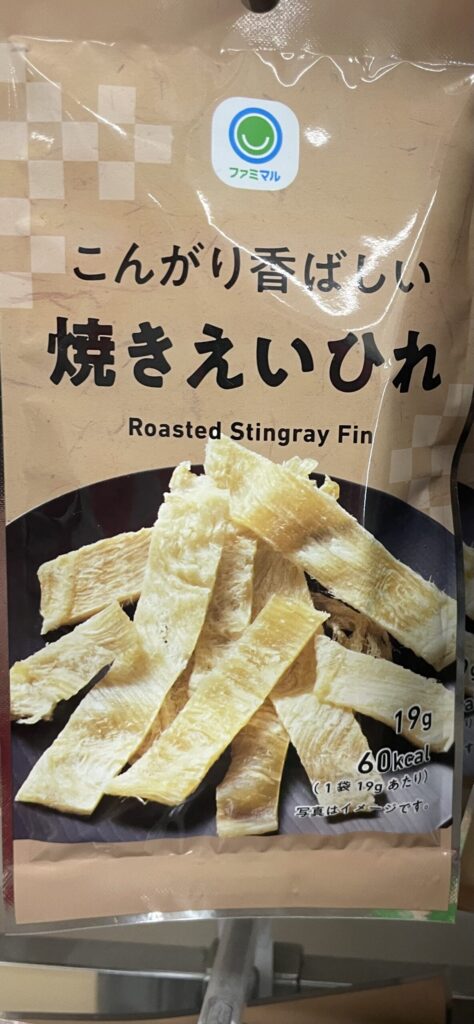 ファミマル
こんがり香ばしい
焼きえいひれ
Roasted Stingray Fin
19g
60kcal
(1袋 19gあたり)
写真はイメージです。